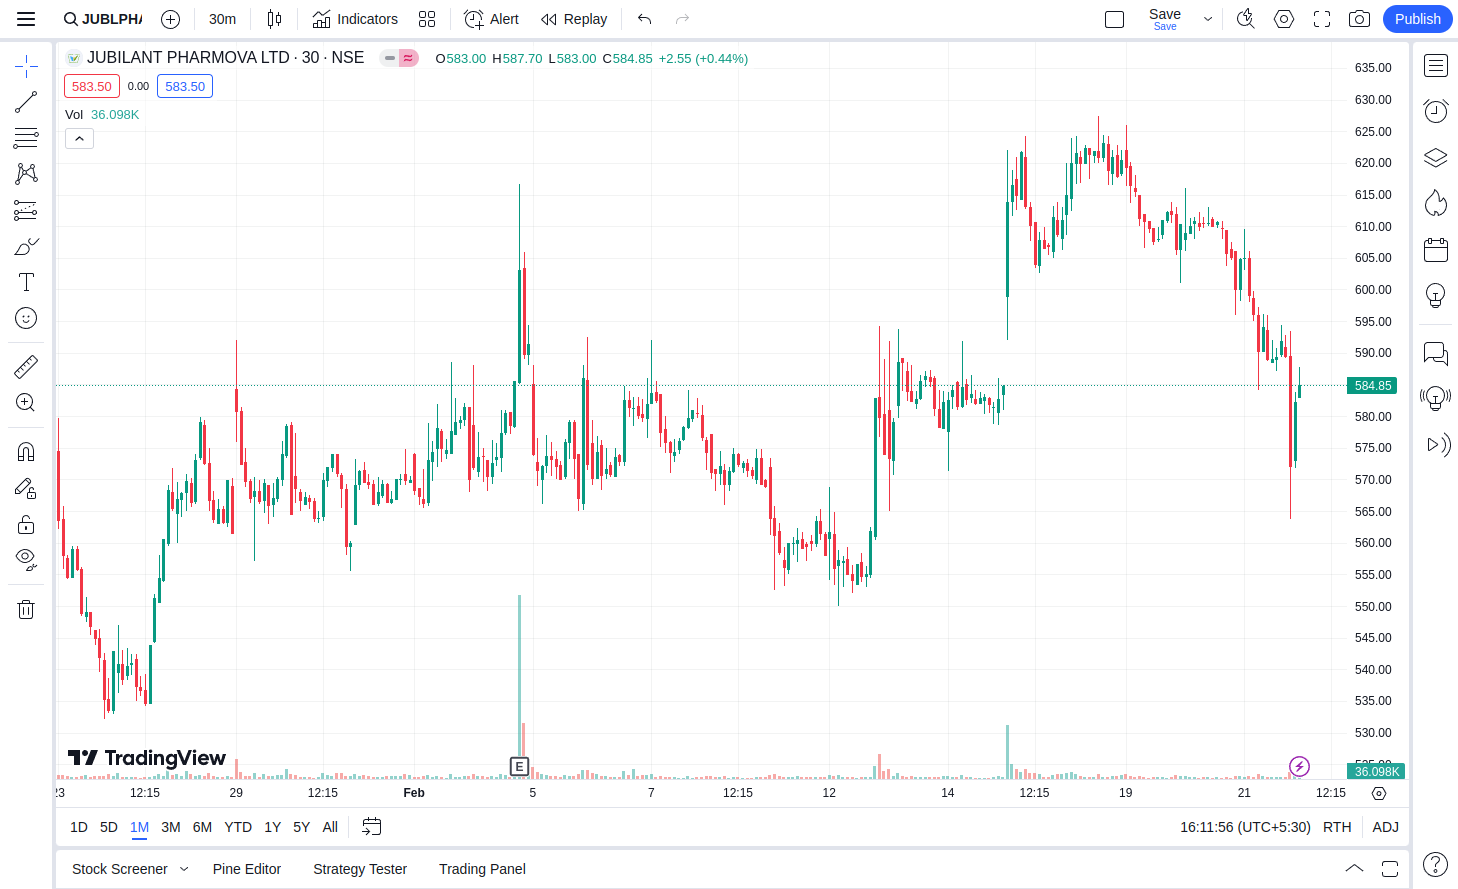 JUBLPHA
30m
Indicators
Alert
Replay
Save
Save
Publish
JUBILANT PHARMOVA LTD · 30 · NSE
O583.00 H587.70 L583.00 C584.85 +2.55 (+0.44%)
583.50 0.00 583.50
Vol 36.098K
635.00
630.00
625.00
620.00
615.00
610.00
605.00
600.00
595.00
590.00
584.85
580.00
575.00
570.00
565.00
560.00
555.00
550.00
545.00
540.00
535.00
530.00
525.00
36.098K
TradingView
E
23 12:15 29 12:15 Feb 5 7 12:15 12 14 12:15 19 21 12:15
1D 5D 1M 3M 6M YTD 1Y 5Y All
16:11:56 (UTC+5:30) RTH ADJ
Stock Screener Pine Editor Strategy Tester Trading Panel